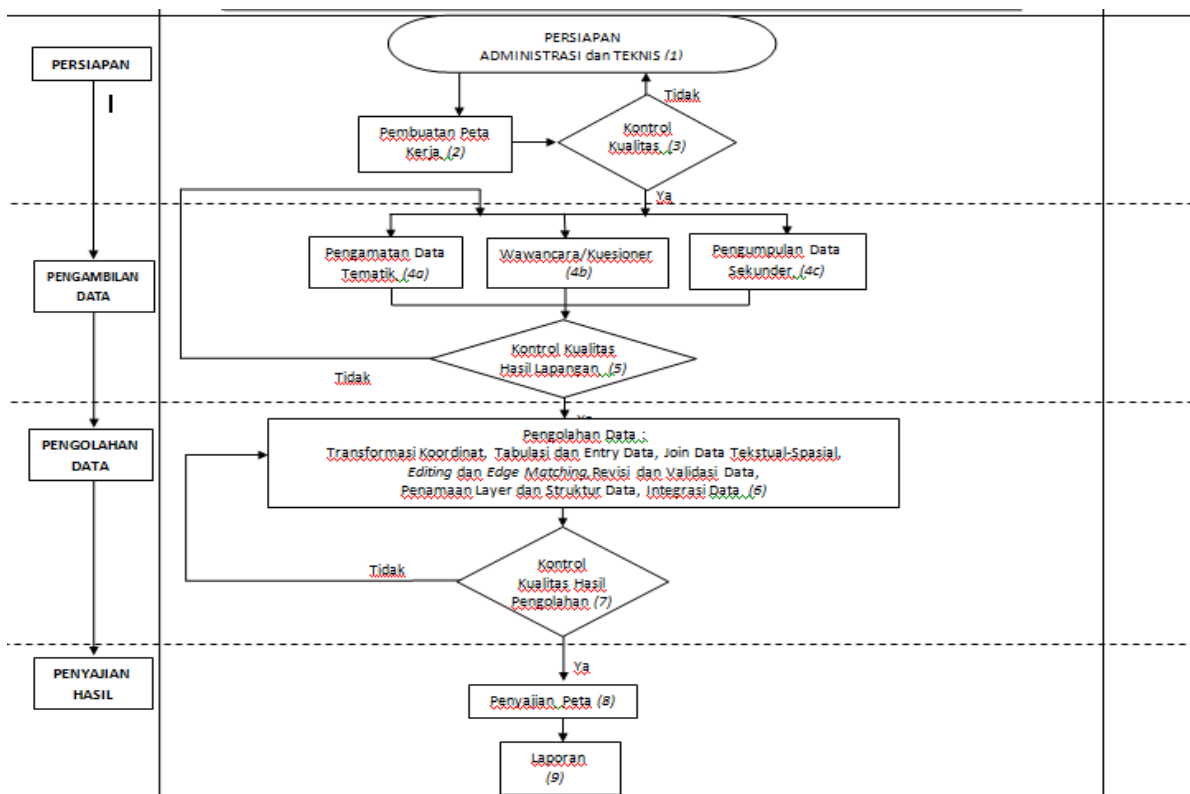 PERSIAPAN
ADMINISTRASI dan TEKNIS (1)
PERSIAPAN
Tidak
Pembuatan Peta
Kerja (2)
Kontrol
Kualitas (3)
Ya
Pengamatan Data
Tematik (4a)
Wawancara/Kuesioner
(4b)
Pengumpulan Data
Sekunder (4c)
PENGAMBILAN
DATA
Kontrol Kualitas
Hasil Lapangan (5)
Tidak
PENGOLAHAN
DATA
Pengolahan Data :
Transformasi Koordinat, Tabulasi dan Entry Data, Join Data Tekstual-Spasial,
Editing dan Edge Matching, Revisi dan Validasi Data,
Penamaan Layer dan Struktur Data, Integrasi Data (6)
Tidak
Kontrol
Kualitas Hasil
Pengolahan (7)
Ya
PENYAJIAN
HASIL
Penyajian Peta (8)
Laporan
(9)